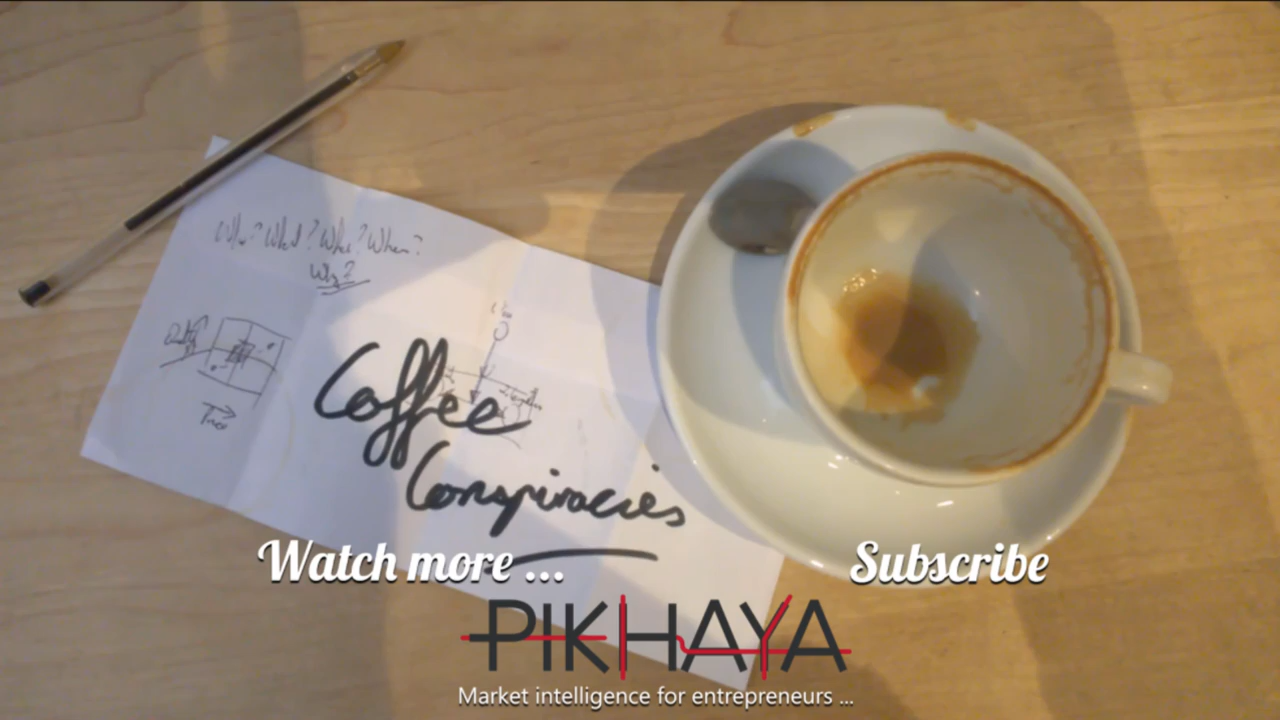 Who? What? Where? When?
Why?
Coffee
Conspiracies
Watch more ...
Subscribe
PIKHAYA
Market intelligence for entrepreneurs ...